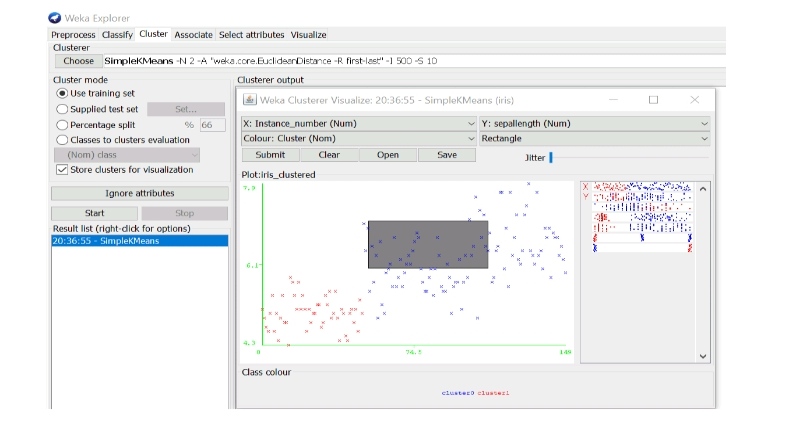 Weka Explorer
Preprocess Classify Cluster Associate Select attributes Visualize
Clusterer
Choose SimpleKMeans -N 2 -A "weka.core.EuclideanDistance -R first-last" -I 500 -S 10
Cluster mode
Use training set
Supplied test set Set...
Percentage split % 66
Classes to clusters evaluation
(Nom) class
Store clusters for visualization
Ignore attributes
Start Stop
Result list (right-click for options)
20:36:55 - SimpleKMeans
Clusterer output
Weka Clusterer Visualize: 20:36:55 - SimpleKMeans (iris)
X: Instance_number (Num) Y: sepallength (Num)
Colour: Cluster (Nom) Rectangle
Submit Clear Open Save Jitter
Plot:iris_clustered
7.9
6.1
4.3
0 74.5 149
X
Y
Class colour
cluster0 cluster1